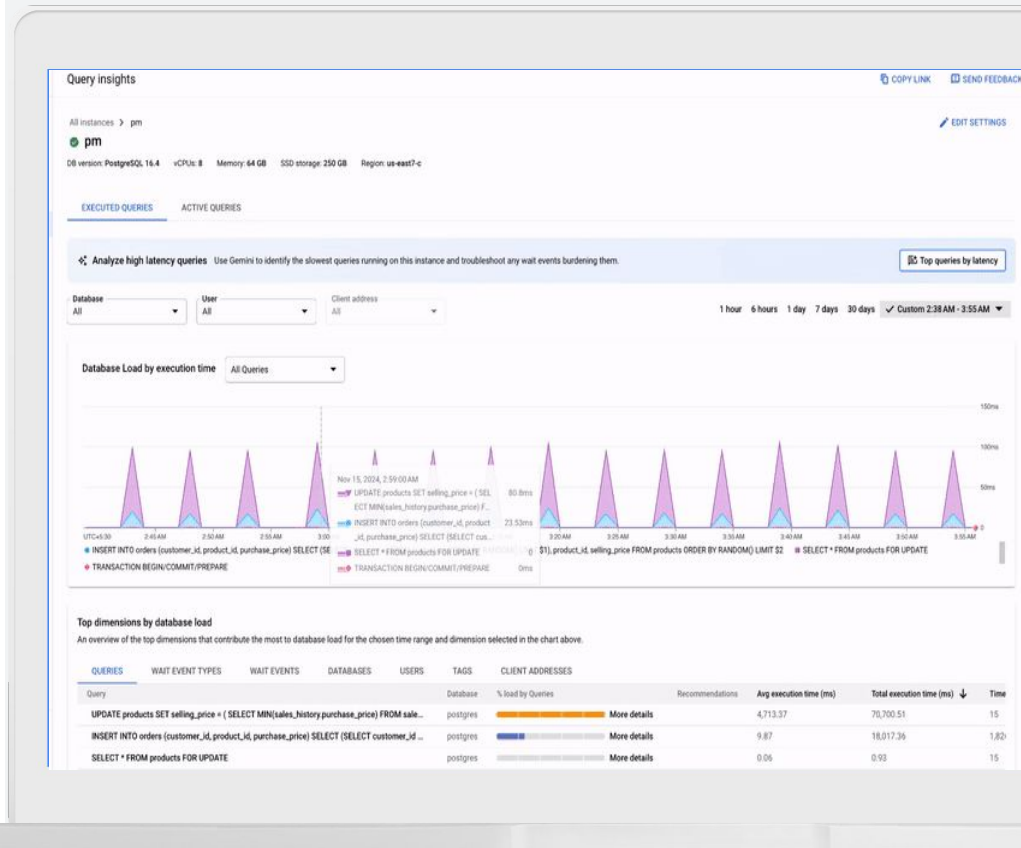 Query insights
COPY LINK
SEND FEEDBACK
All instances > pm
EDIT SETTINGS
pm
DB version: PostgreSQL 16.4 vCPUs: 8 Memory: 64 GB SSD storage: 250 GB Region: us-east7-c
EXECUTED QUERIES ACTIVE QUERIES
Analyze high latency queries Use Gemini to identify the slowest queries running on this instance and troubleshoot any wait events burdening them.
Top queries by latency
Database User Client address
All All All
1 hour 6 hours 1 day 7 days 30 days Custom 2:38 AM - 3:55 AM
Database Load by execution time All Queries
150ms
100ms
50ms
0
Nov 15, 2024, 2:59:00 AM
UPDATE products SET selling_price = ( SEL 80.8ms
ECT MIN(sales_history.purchase_price) F...
INSERT INTO orders (customer_id, product 23.53ms
_id, purchase_price) SELECT (SELECT cus...
SELECT * FROM products FOR UPDATE 0
TRANSACTION BEGIN/COMMIT/PREPARE 0ms
UTC+5:30 2:45 AM 2:50 AM 2:55 AM 3:00 3:20 AM 3:25 AM 3:30 AM 3:35 AM 3:40 AM 3:45 AM 3:50 AM 3:55 AM
INSERT INTO orders (customer_id, product_id, purchase_price) SELECT (SE $1), product_id, selling_price FROM products ORDER BY RANDOM() LIMIT $2 SELECT * FROM products FOR UPDATE
TRANSACTION BEGIN/COMMIT/PREPARE
Top dimensions by database load
An overview of the top dimensions that contribute the most to database load for the chosen time range and dimension selected in the chart above.
QUERIES WAIT EVENT TYPES WAIT EVENTS DATABASES USERS TAGS CLIENT ADDRESSES
Query Database % load by Queries Recommendations Avg execution time (ms) Total execution time (ms) Time
UPDATE products SET selling_price = ( SELECT MIN(sales_history.purchase_price) FROM sale... postgres More details 4,713.37 70,700.51 15
INSERT INTO orders (customer_id, product_id, purchase_price) SELECT (SELECT customer_id ... postgres More details 9.87 18,017.36 1,82
SELECT * FROM products FOR UPDATE postgres More details 0.06 0.93 15